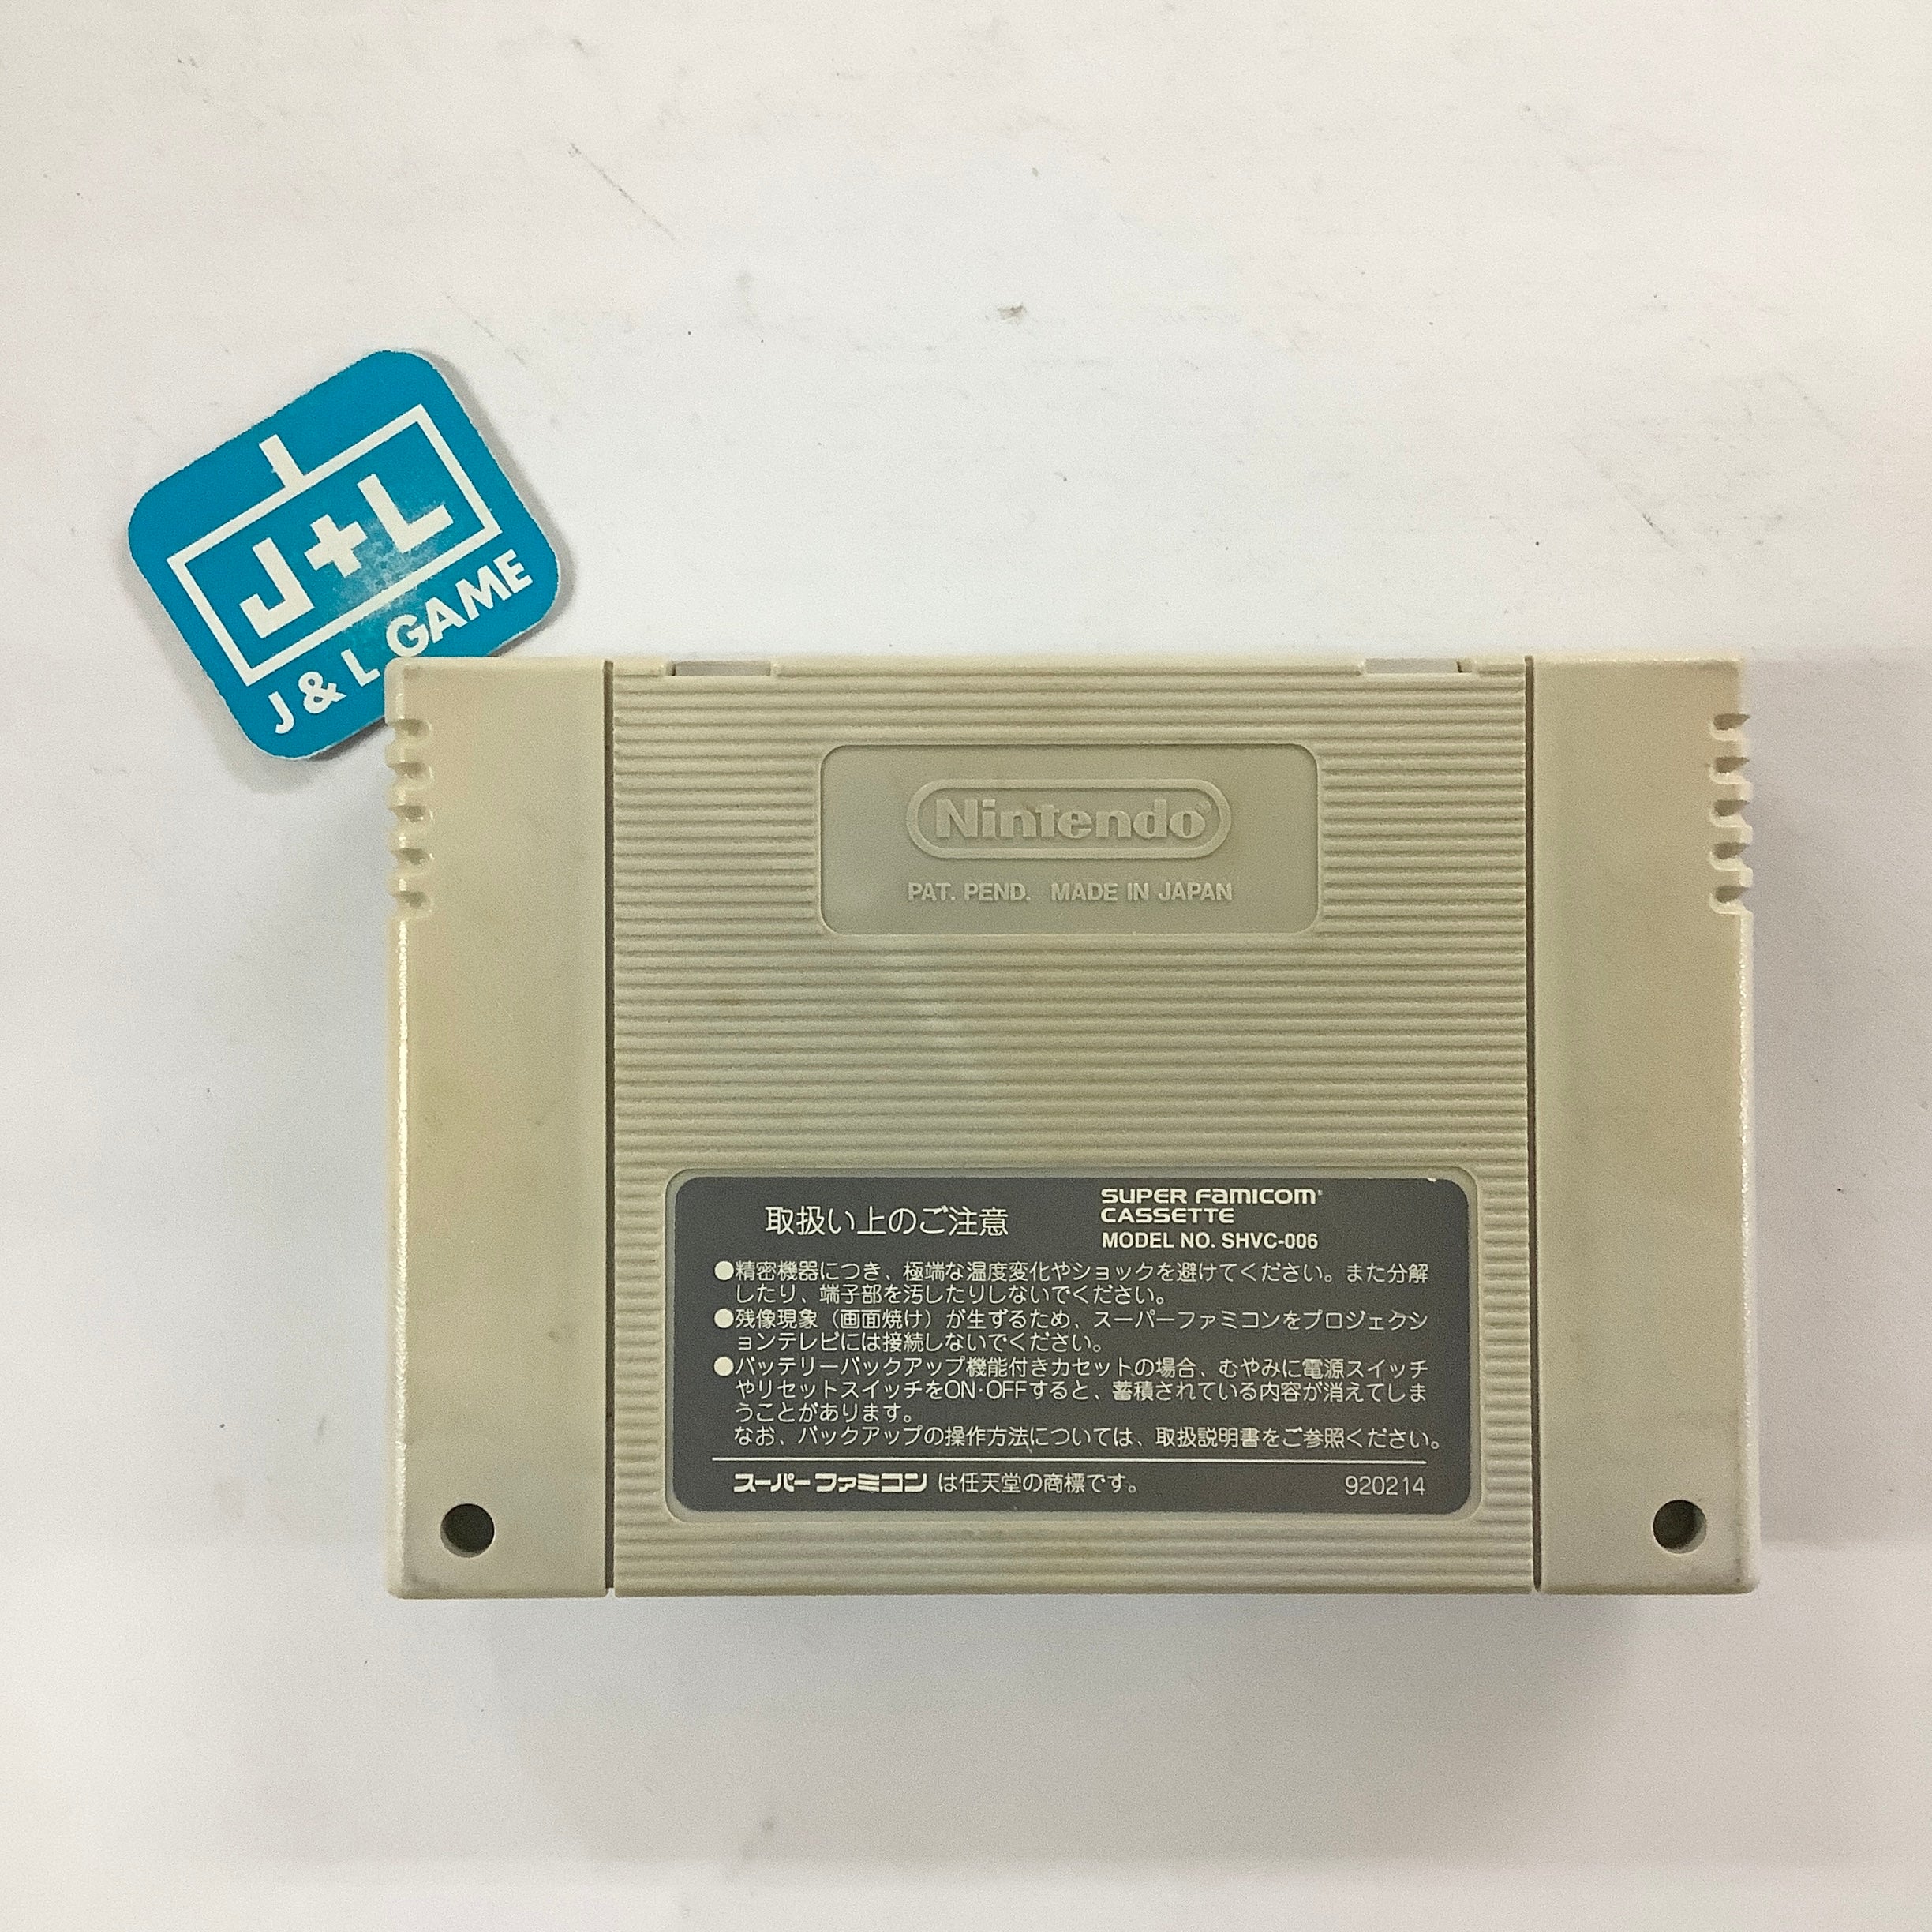 J+L
J & L GAME
Nintendo®
PAT. PEND. MADE IN JAPAN
取扱い上のご注意
SUPER FAMICOM
CASSETTE
MODEL NO. SHVC-006
●精密機器につき、極端な温度変化やショックを避けてください。また分解
したり、端子部を汚したりしないでください。
●残像現象（画面焼け）が生ずるため、スーパーファミコンをプロジェクシ
ョンテレビには接続しないでください。
●バッテリーバックアップ機能付きカセットの場合、むやみに電源スイッチ
やリセットスイッチをON·OFFすると、蓄積されている内容が消えてしま
うことがあります。
なお、バックアップの操作方法については、取扱説明書をご参照ください。
スーパーファミコン は任天堂の商標です。
920214